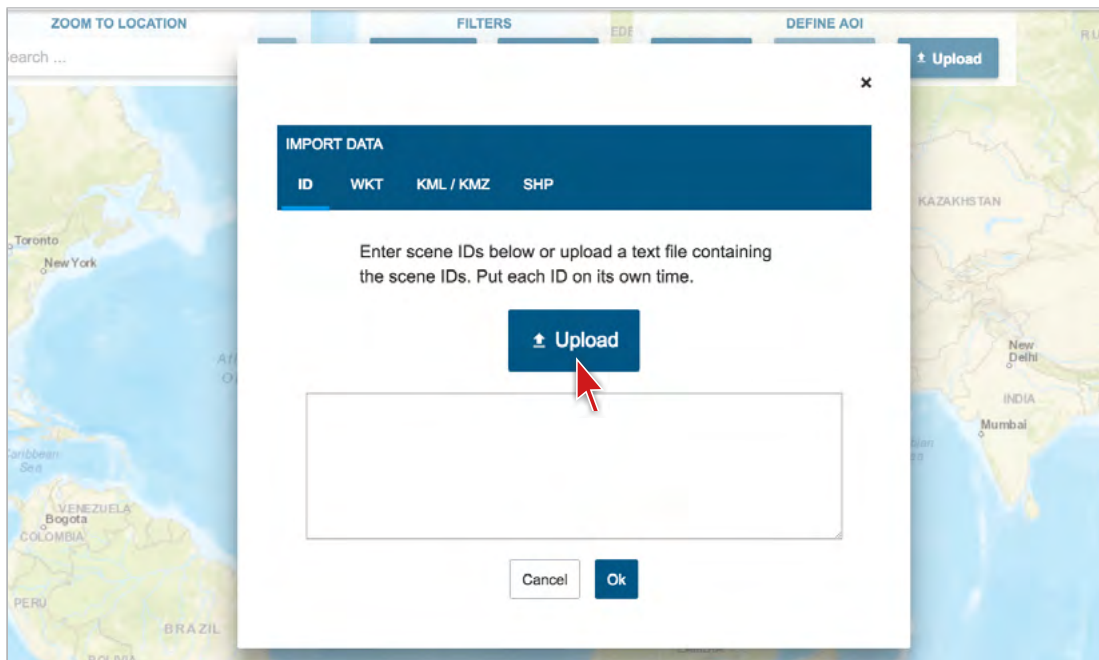 ZOOM TO LOCATION
FILTERS
DEFINE AOI
earch ...
Upload
IMPORT DATA
ID WKT KML / KMZ SHP
Enter scene IDs below or upload a text file containing
the scene IDs. Put each ID on its own time.
Upload
Cancel
Ok
Toronto
New York
Caribbean
Sea
VENEZUELA
Bogota
COLOMBIA
PERU
BRAZIL
KAZAKHSTAN
New
Delhi
INDIA
Mumbai